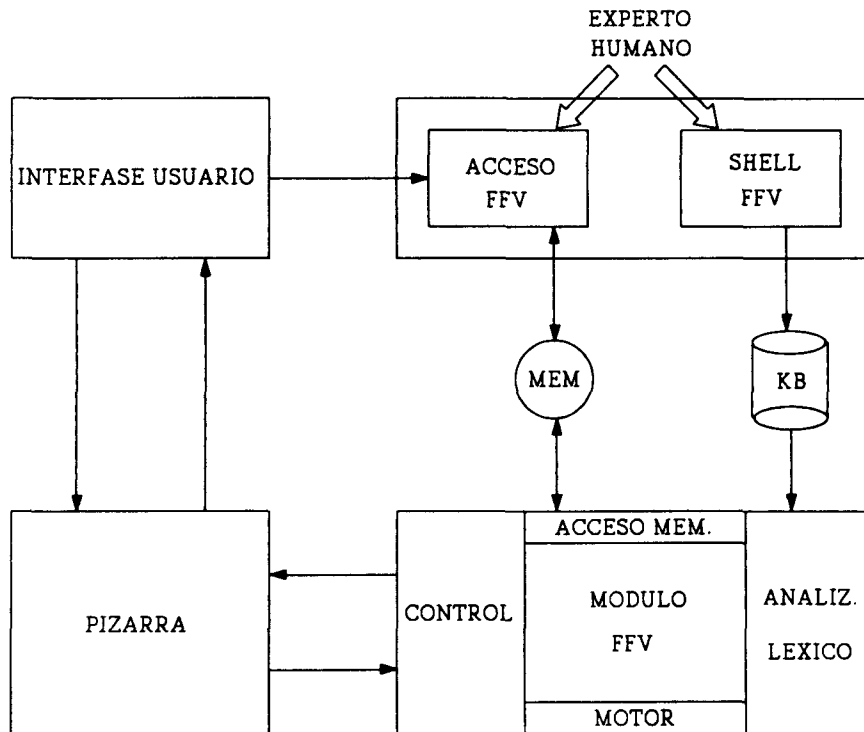 EXPERTO
HUMANO
INTERFASE USUARIO
ACCESO
FFV
SHELL
FFV
MEM
KB
ACCESO MEM.
PIZARRA
CONTROL
MODULO
FFV
ANALIZ.
LEXICO
MOTOR